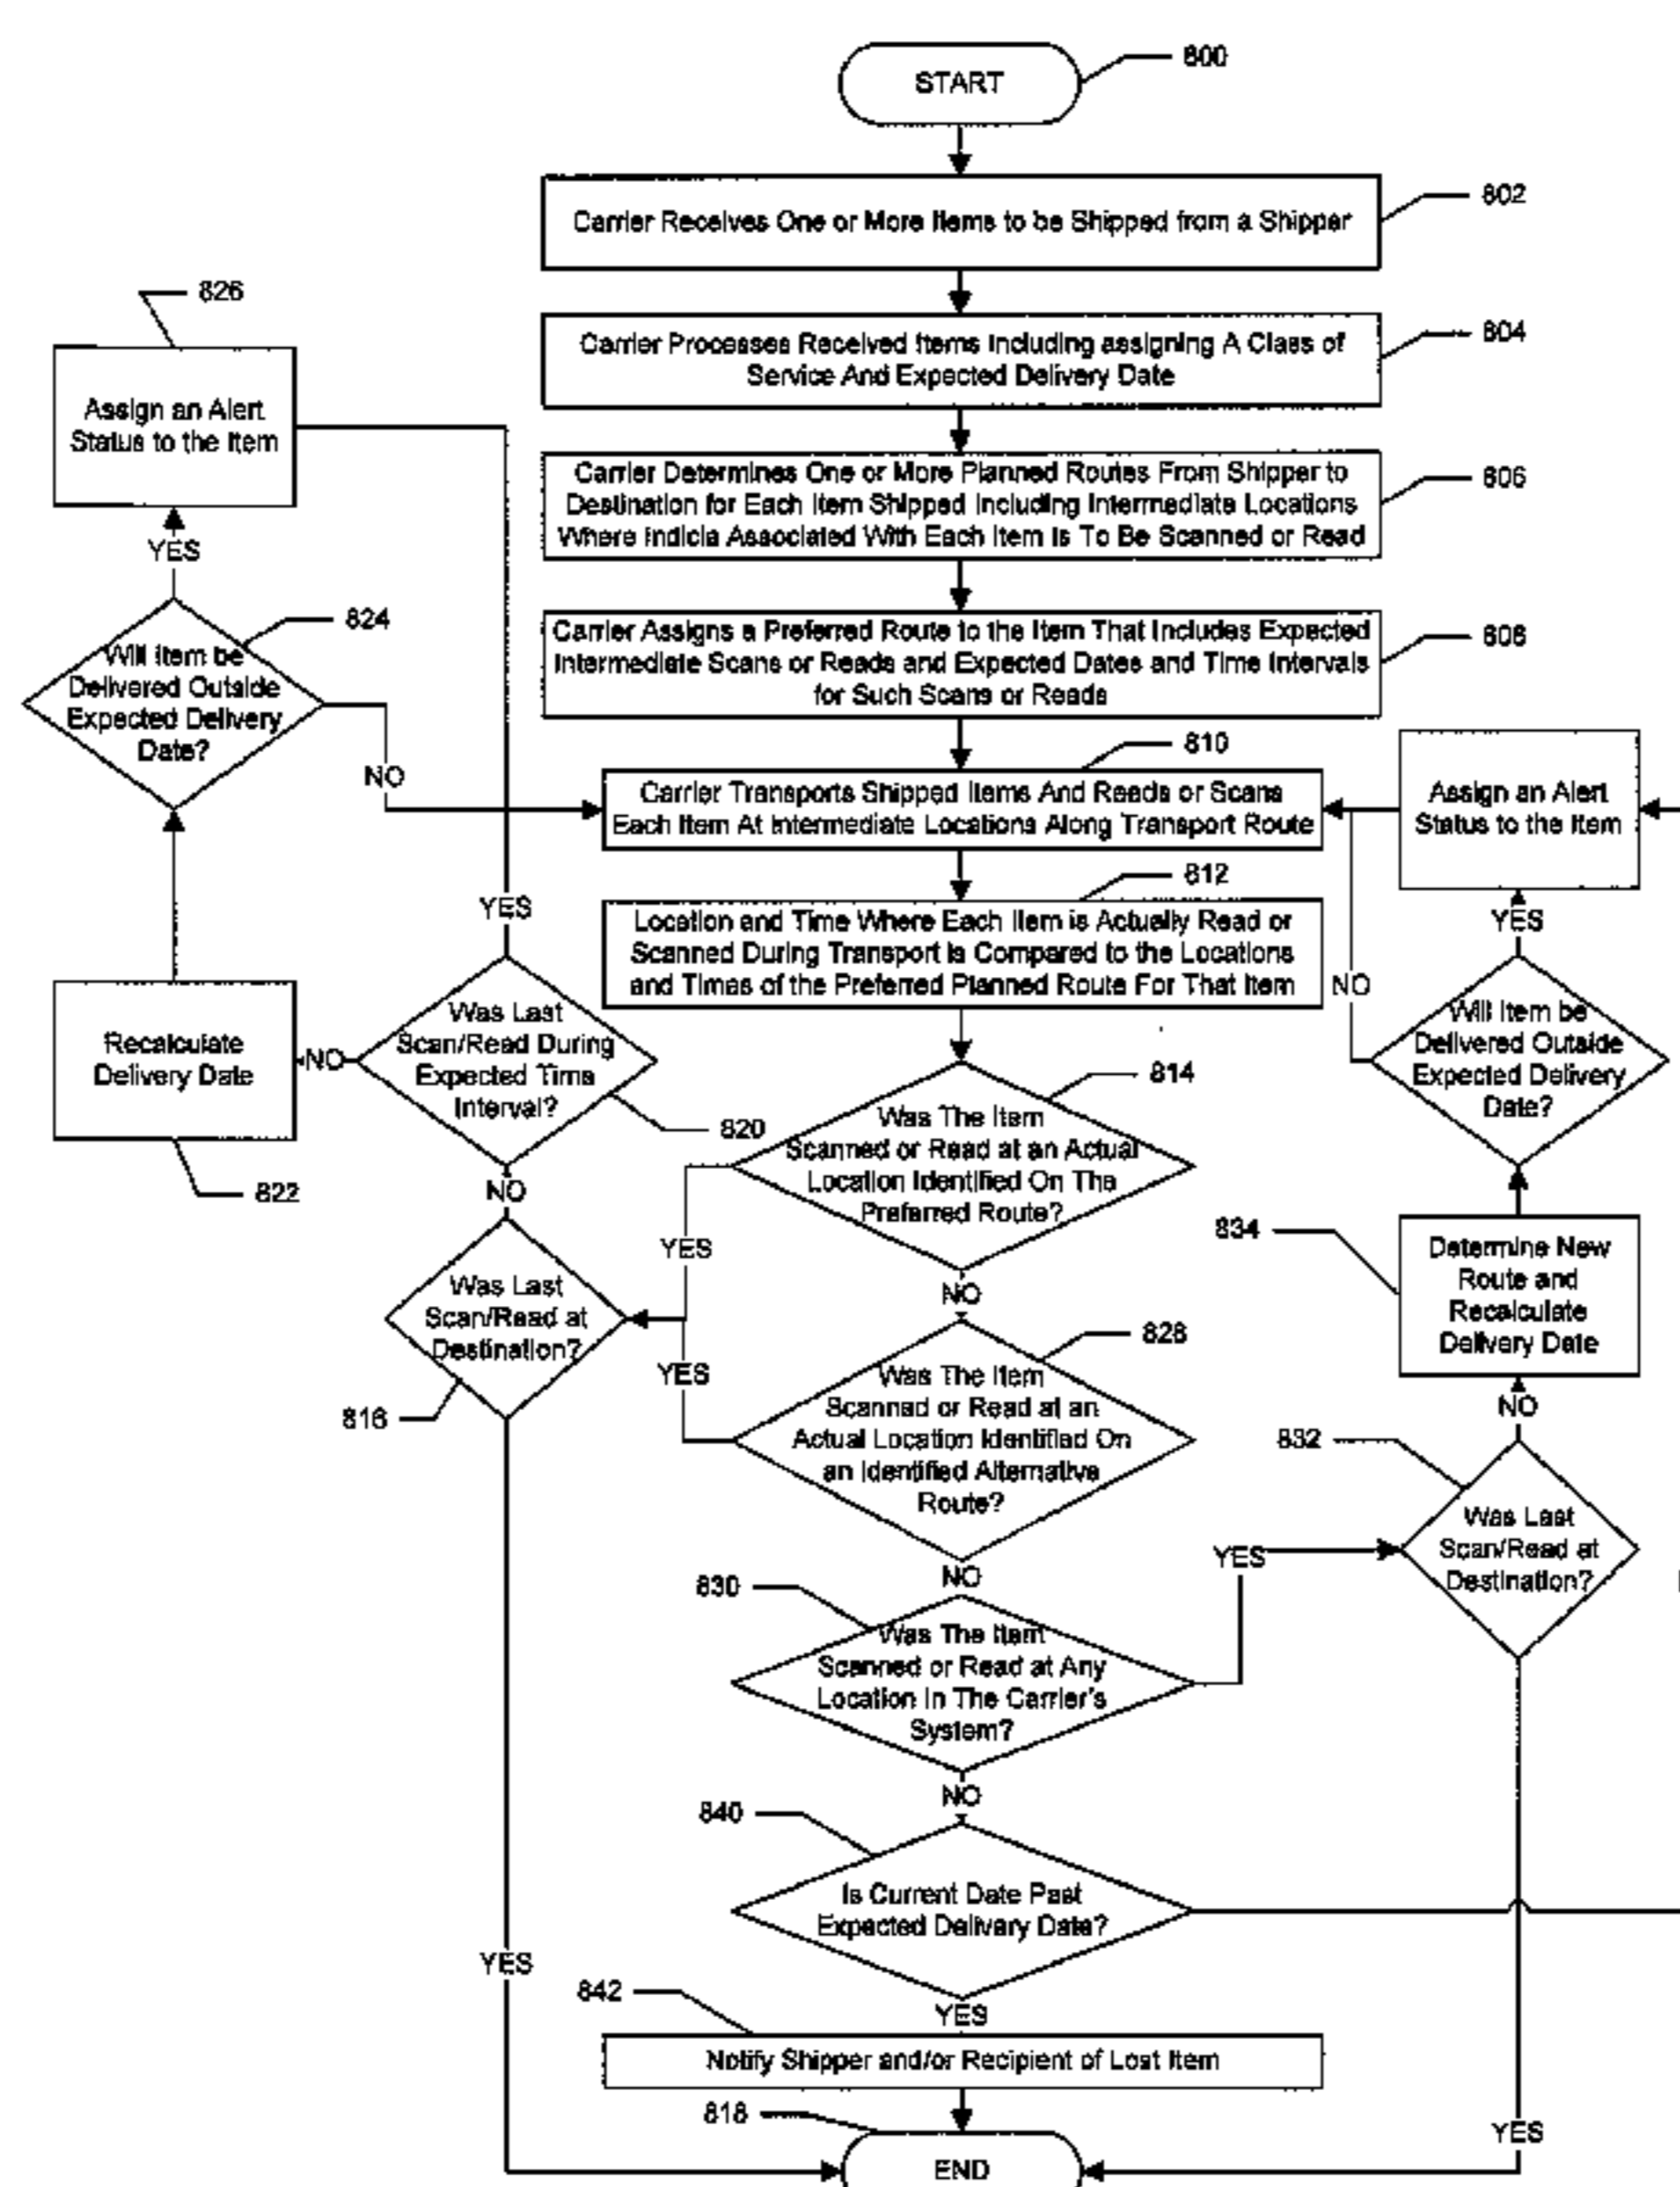 START
800
Carrier Receives One or More Items to be Shipped from a Shipper
802
Carrier Processes Received Items Including assigning A Class of
Service And Expected Delivery Date
804
Carrier Determines One or More Planned Routes From Shipper to
Destination for Each Item Shipped Including Intermediate Locations
Where Indicia Associated With Each Item Is To Be Scanned or Read
806
Carrier Assigns a Preferred Route to the Item That Includes Expected
Intermediate Scans or Reads and Expected Dates and Time Intervals
for Such Scans or Reads
808
810
Carrier Transports Shipped Items And Reads or Scans
Each Item At Intermediate Locations Along Transport Route
812
Location and Time Where Each Item is Actually Read or
Scanned During Transport Is Compared to the Locations
and Times of the Preferred Planned Route For That Item
814
Was The Item
Scanned or Read at an Actual
Location Identified On The
Preferred Route?
YES
NO
828
Was The Item
Scanned or Read at an
Actual Location Identified On
an Identified Alternative
Route?
YES
NO
830
Was The Item
Scanned or Read at Any
Location In The Carrier's
System?
YES
NO
840
Is Current Date Past
Expected Delivery Date?
YES
842
Notify Shipper and/or Recipient of Lost Item
818
END
826
Assign an Alert
Status to the Item
YES
824
Will Item be
Delivered Outside
Expected Delivery
Date?
NO
Recalculate
Delivery Date
822
NO
YES
Was Last
Scan/Read During
Expected Time
Interval?
820
NO
Was Last
Scan/Read at
Destination?
816
YES
Assign an Alert
Status to the Item
YES
NO
Will Item be
Delivered Outside
Expected Delivery
Date?
834
Determine New
Route and
Recalculate
Delivery Date
NO
832
Was Last
Scan/Read at
Destination?
YES